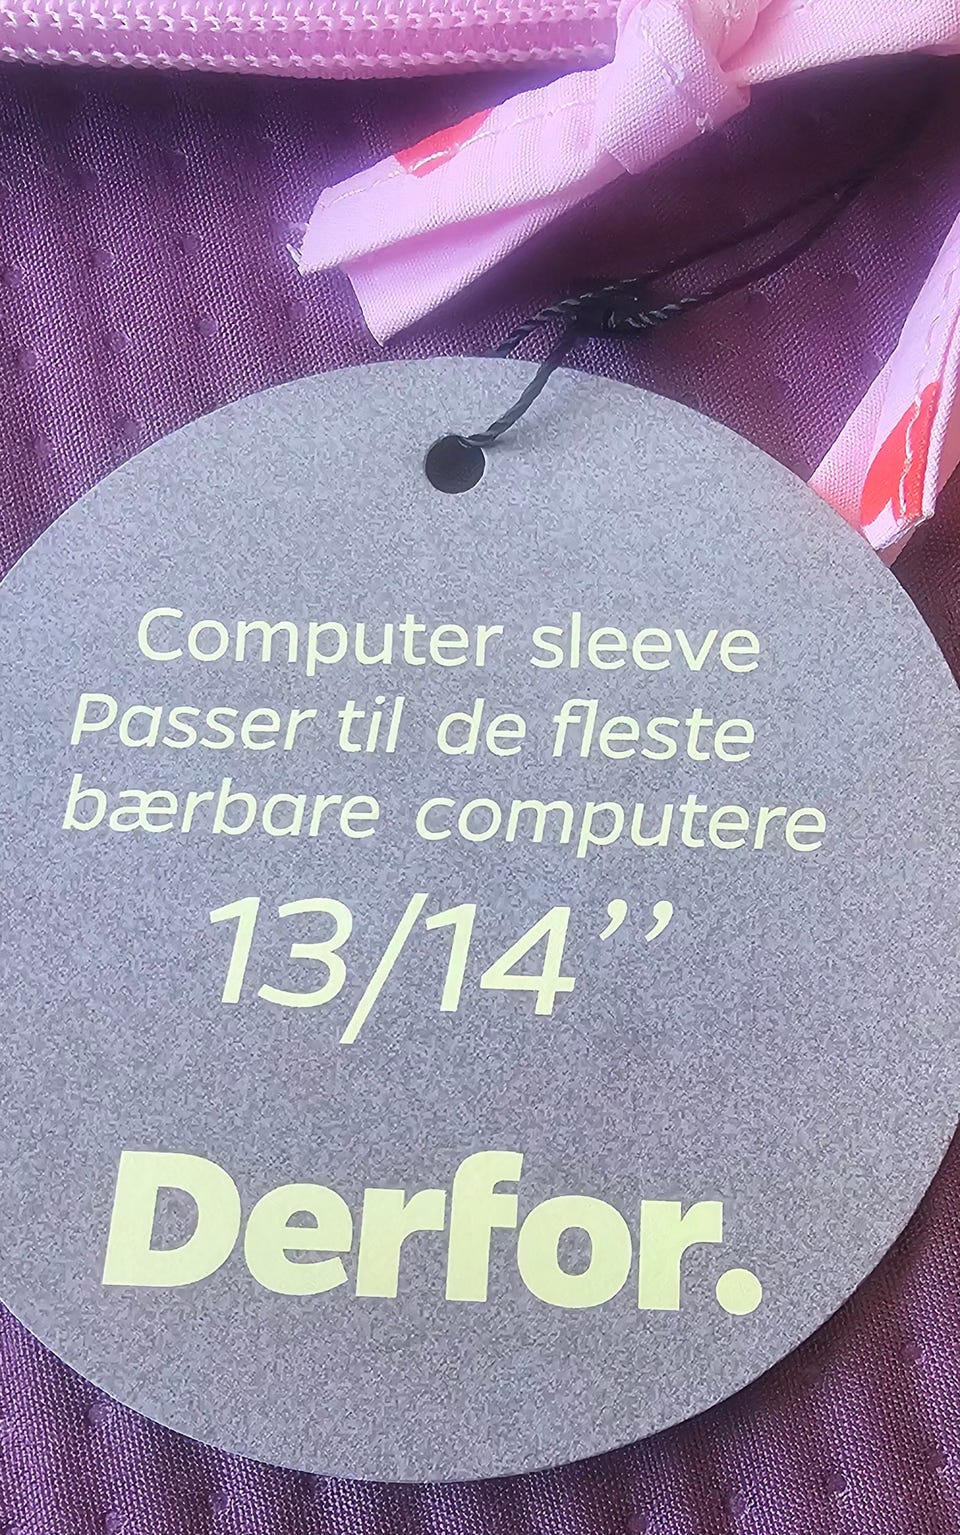 Computer sleeve
Passer til de fleste
bærbare computere
13/14’’
Derfor.